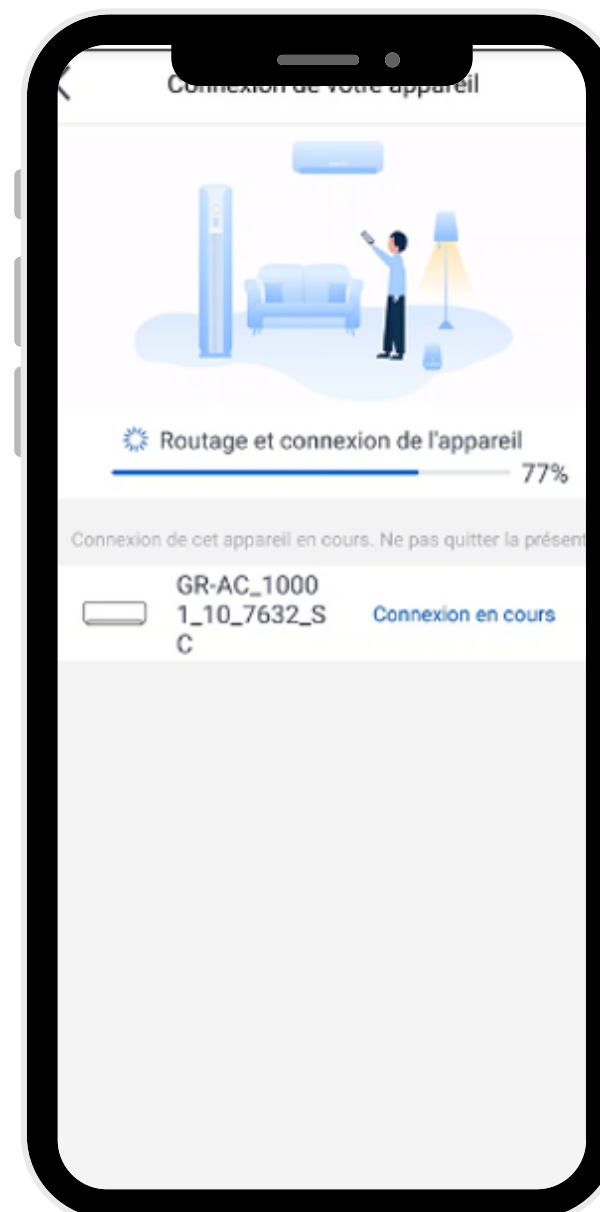 Connexion de votre appareil
Routage et connexion de l'appareil
77%
Connexion de cet appareil en cours. Ne pas quitter la présent
GR-AC_1000
1_10_7632_S
C
Connexion en cours